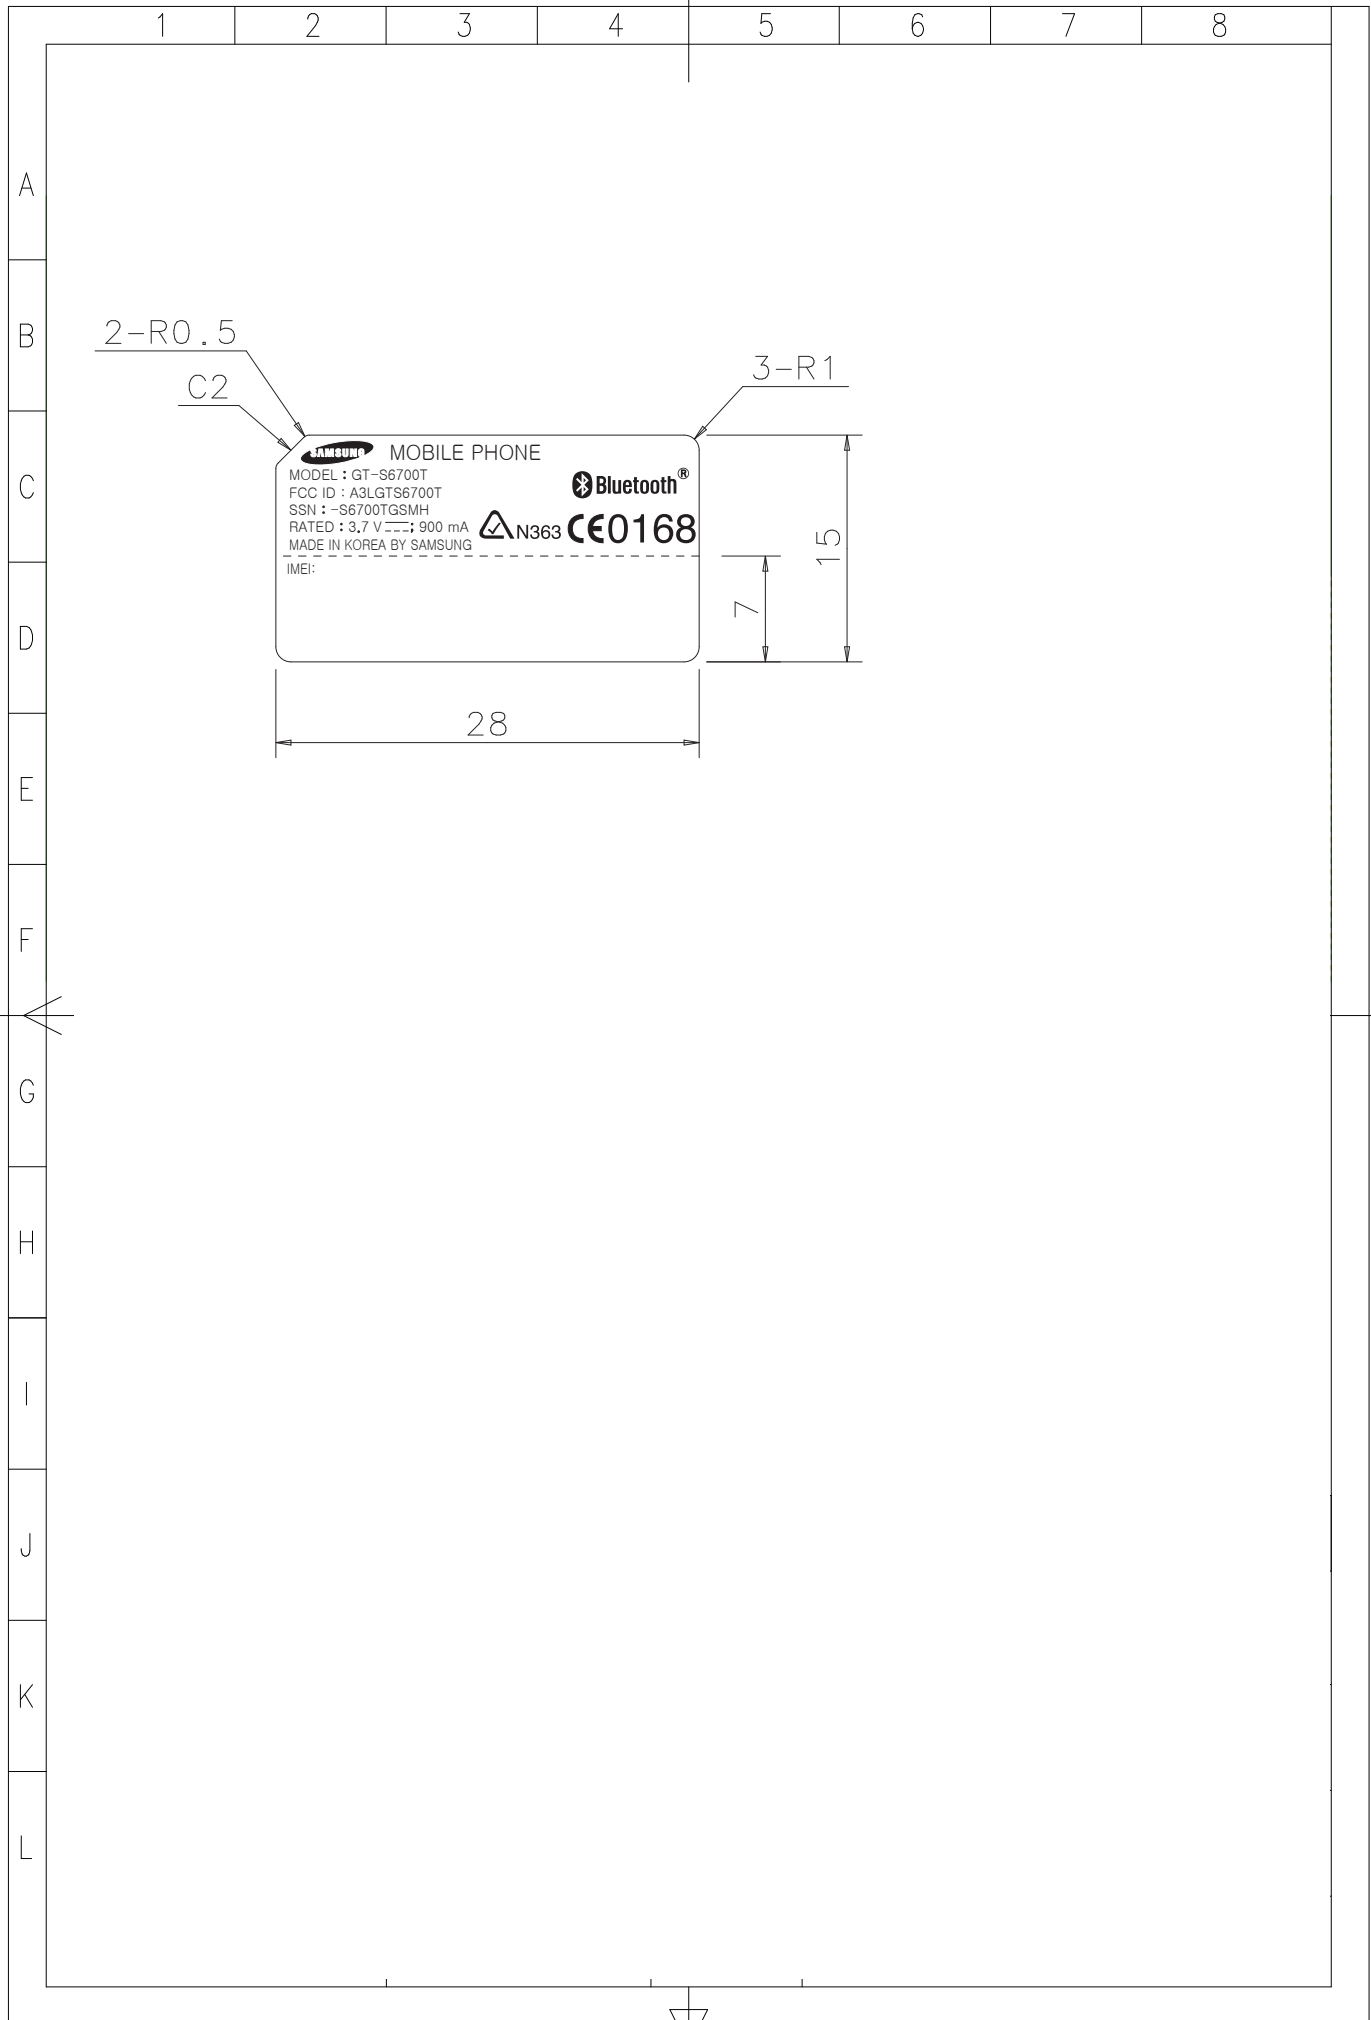 1 2 3 4 5 6 7 8
A
B
2-R0.5
3-R1
C2
C
SAMSUNG MOBILE PHONE
MODEL : GT-S6700T
Bluetooth®
FCC ID : A3LGTS6700T
SSN : -S6700TGSMH
RATED : 3.7 V ⎓; 900 mA
N363 CE0168
MADE IN KOREA BY SAMSUNG
IMEI:
15
7
D
28
E
F
G
H
I
J
K
L